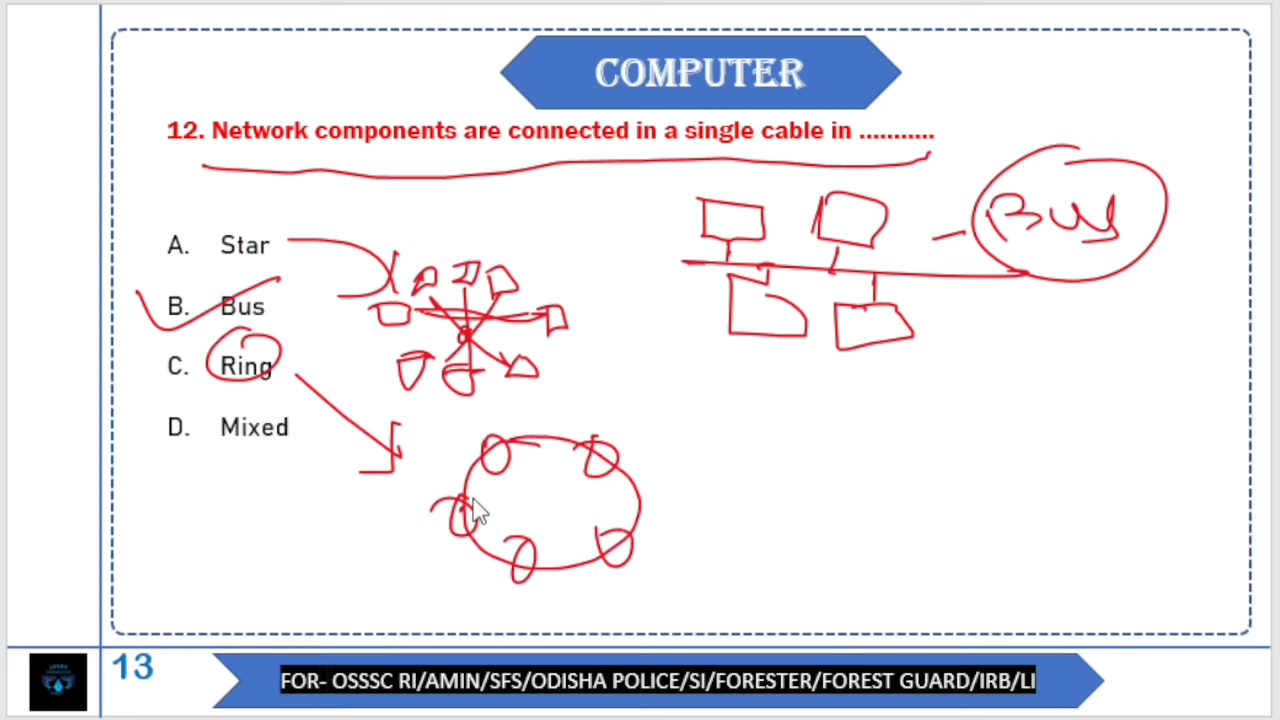 COMPUTER
12. Network components are connected in a single cable in ...........
A. Star
B. Bus
C. Ring
D. Mixed
Bus
13
FOR- OSSSC RI/AMIN/SFS/ODISHA POLICE/SI/FORESTER/FOREST GUARD/IRB/LI